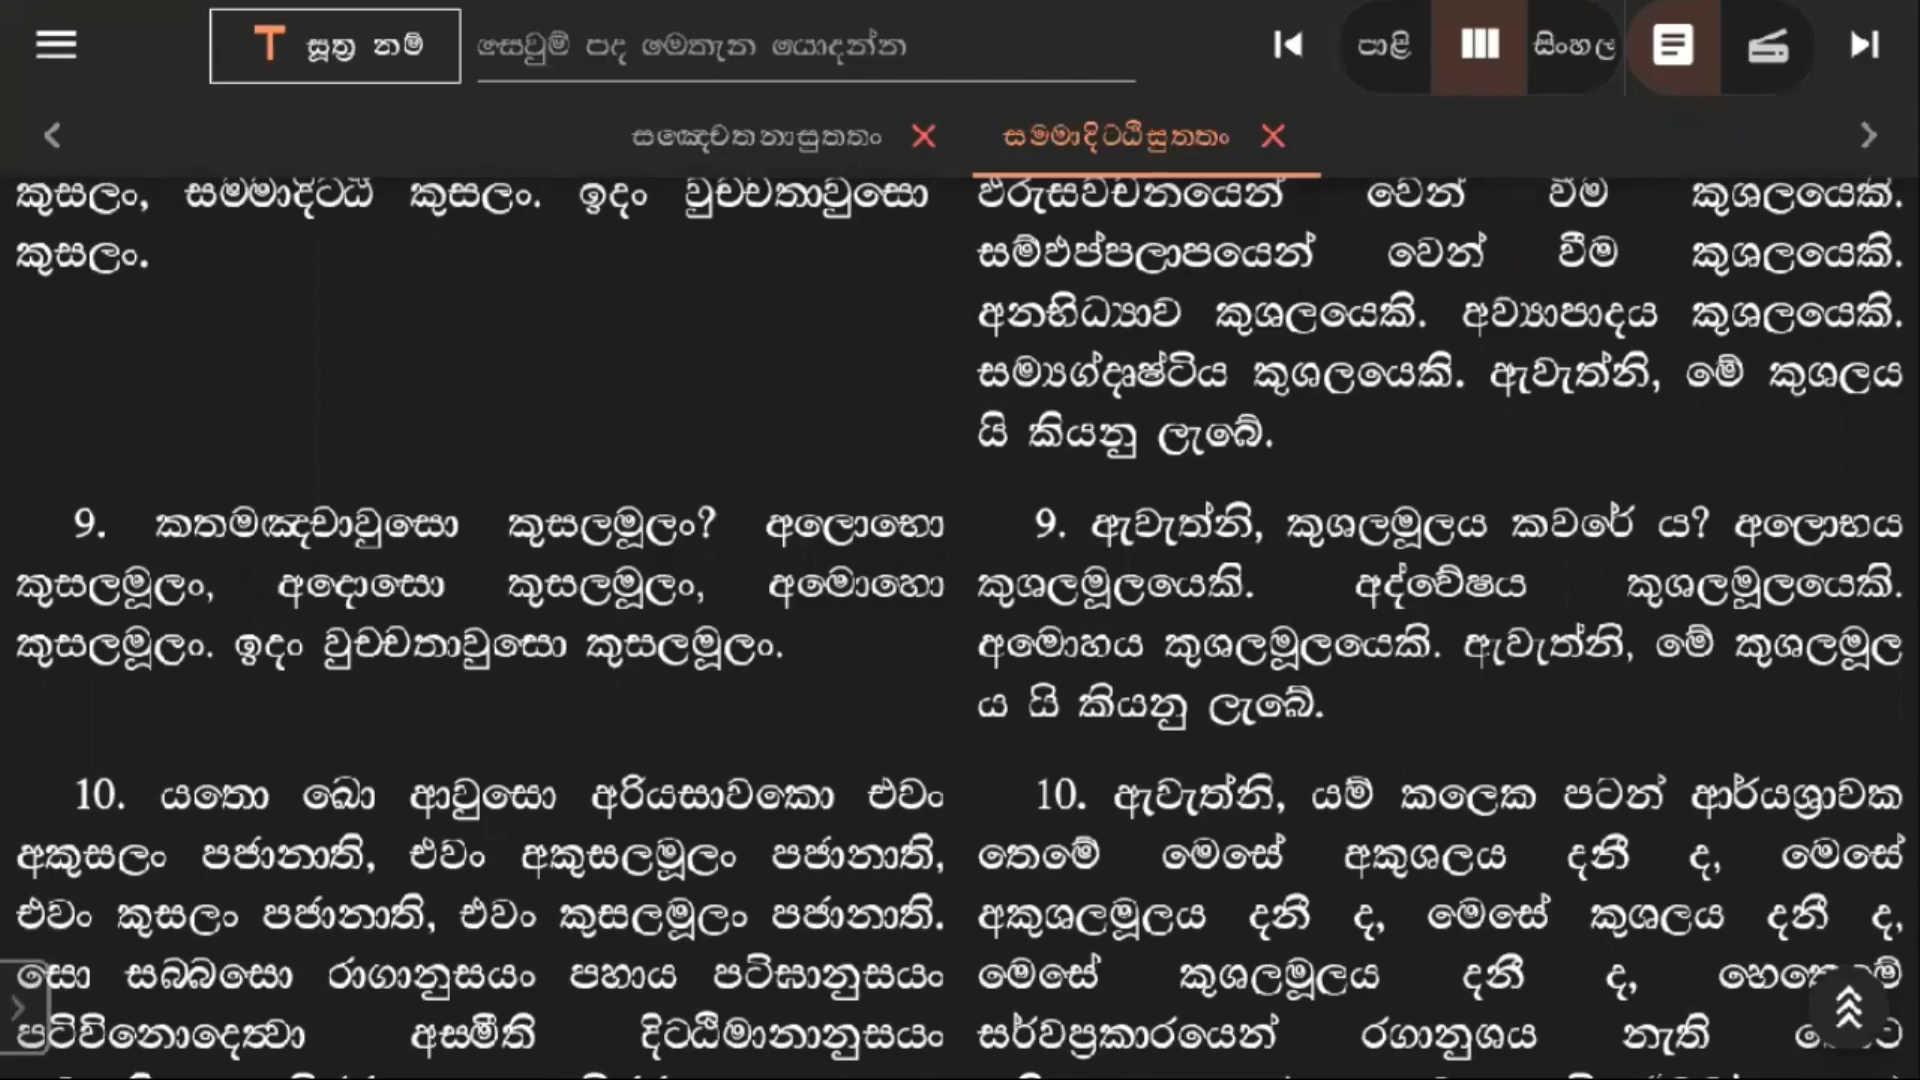 සූත්‍ර නම්
සෙවුම් පද මෙතැන යොදන්න
පාළි
සිංහල
සඤ්චෙතනාසුත්තං
සම්මාදිට්ඨිසුත්තං
කුසලං, සම්මාදිට්ඨි කුසලං. ඉදං වුච්චතාවුසො
කුසලං.
9. කතමඤ්චාවුසො කුසලමූලං? අලොභො
කුසලමූලං, අදොසො කුසලමූලං, අමොහො
කුසලමූලං. ඉදං වුච්චතාවුසො කුසලමූලං.
10. යතො ඛො ආවුසො අරියසාවකො එවං
අකුසලං පජානාති, එවං අකුසලමූලං පජානාති,
එවං කුසලං පජානාති, එවං කුසලමූලං පජානාති.
සො සබ්බසො රාගානුසයං පහාය පටිඝානුසයං
පටිවිනොදෙත්‍වා අස්මීති දිට්ඨිමානානුසයං
ඵරුසවචනයෙන් වෙන් වීම කුශලයෙකි.
සම්ඵප්පලාපයෙන් වෙන් වීම කුශලයෙකි.
අනභිධ්‍යාව කුශලයෙකි. අව්‍යාපාදය කුශලයෙකි.
සම්‍යග්දෘෂ්ටිය කුශලයෙකි. ඇවැත්නි, මේ කුශලය
යි කියනු ලැබේ.
9. ඇවැත්නි, කුශලමූලය කවරේ ය? අලොභය
කුශලමූලයෙකි. අද්වේෂය කුශලමූලයෙකි.
අමොහය කුශලමූලයෙකි. ඇවැත්නි, මේ කුශලමූල
ය යි කියනු ලැබේ.
10. ඇවැත්නි, යම් කලෙක පටන් ආර්යශ්‍රාවක
තෙමේ මෙසේ අකුශලය දනී ද, මෙසේ
අකුශලමූලය දනී ද, මෙසේ කුශලය දනී ද,
මෙසේ කුශලමූලය දනී ද,
සර්වප්‍රකාරයෙන් රගානුශය නැති